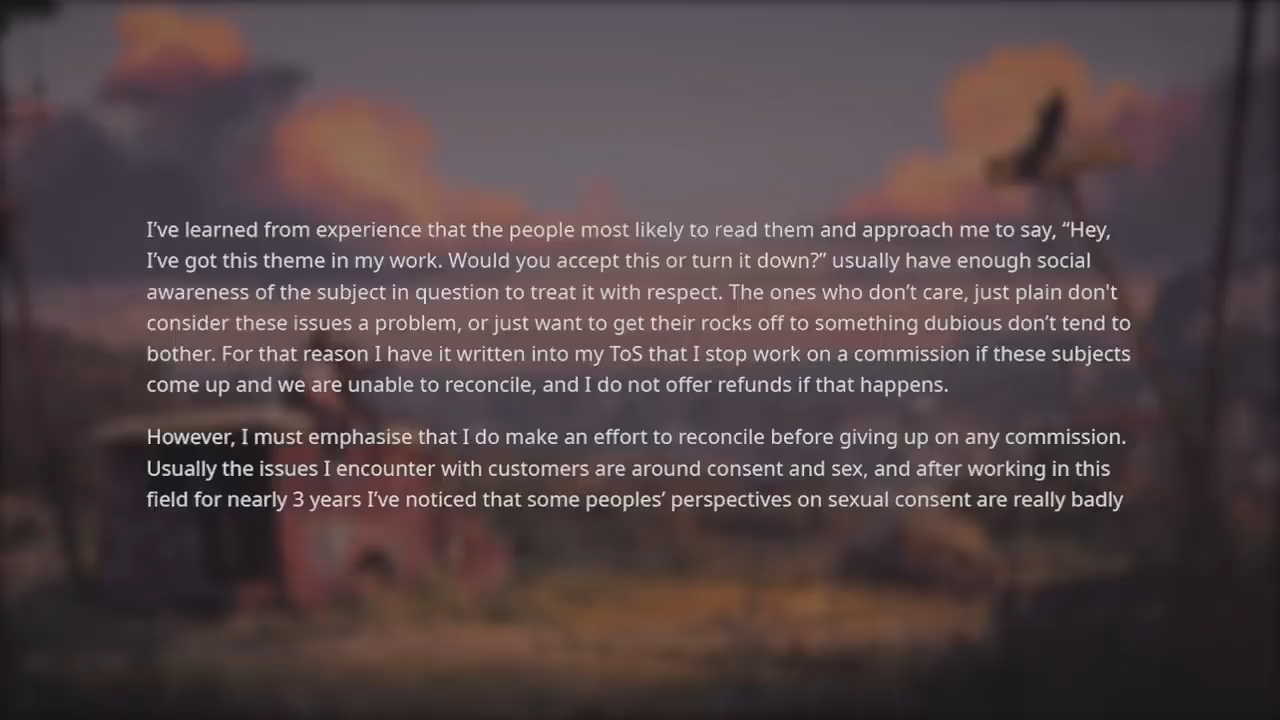 I’ve learned from experience that the people most likely to read them and approach me to say, “Hey,
I’ve got this theme in my work. Would you accept this or turn it down?” usually have enough social
awareness of the subject in question to treat it with respect. The ones who don’t care, just plain don't
consider these issues a problem, or just want to get their rocks off to something dubious don’t tend to
bother. For that reason I have it written into my ToS that I stop work on a commission if these subjects
come up and we are unable to reconcile, and I do not offer refunds if that happens.
However, I must emphasise that I do make an effort to reconcile before giving up on any commission.
Usually the issues I encounter with customers are around consent and sex, and after working in this
field for nearly 3 years I’ve noticed that some peoples’ perspectives on sexual consent are really badly